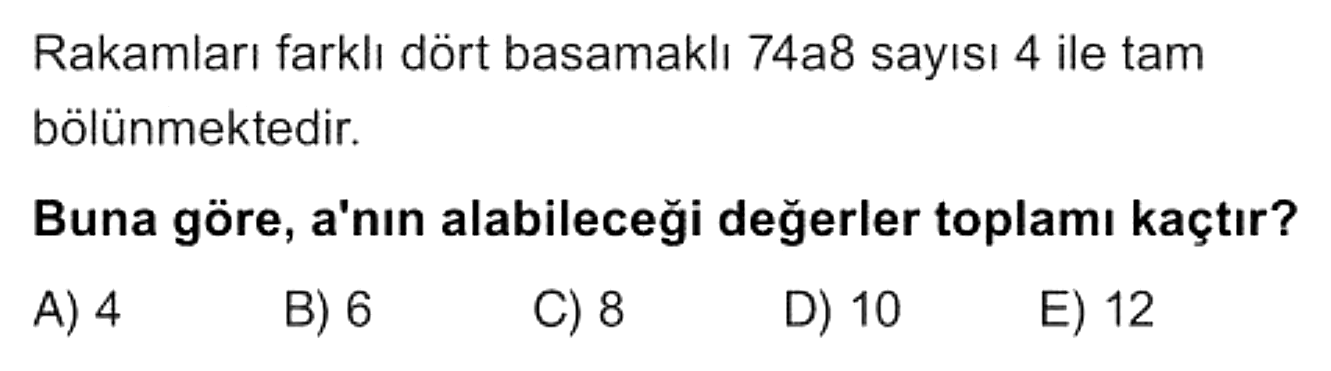 Rakamları farklı dört basamaklı 74a8 sayısı 4 ile tam
bölünmektedir.
Buna göre, a'nın alabileceği değerler toplamı kaçtır?
A) 4 B) 6 C) 8 D) 10 E) 12